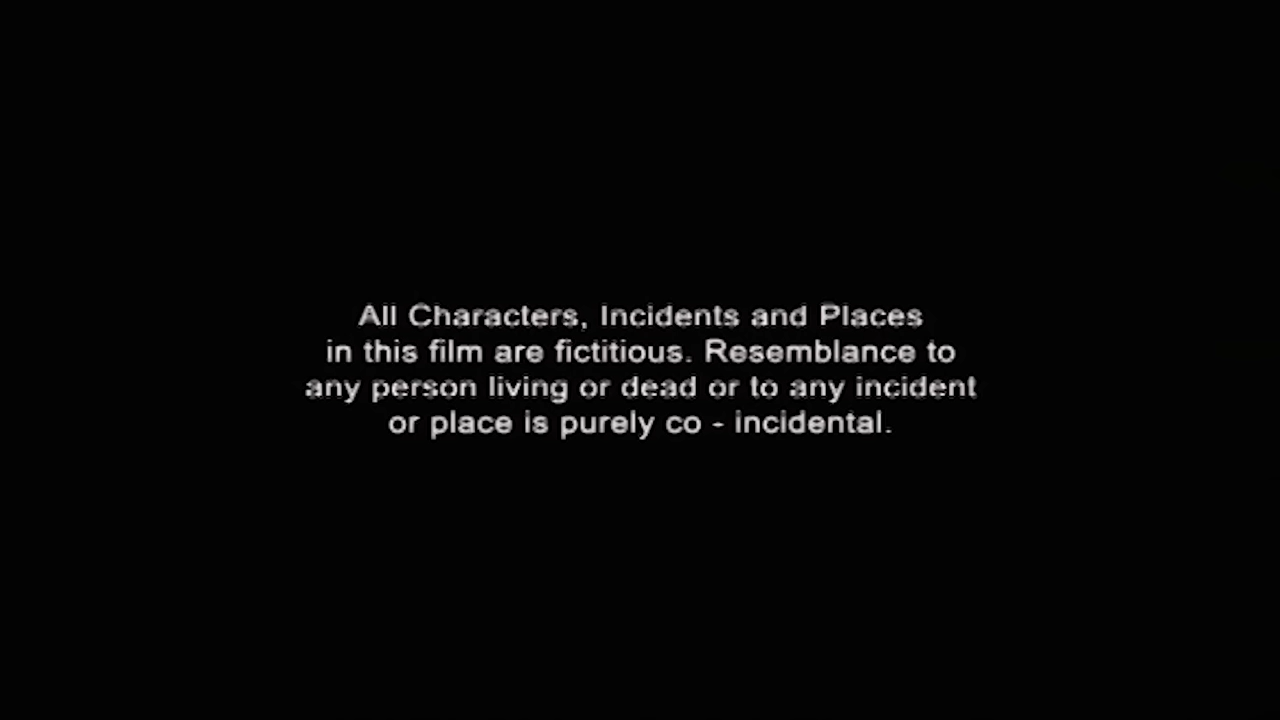 All Characters, Incidents and Places
in this film are fictitious. Resemblance to
any person living or dead or to any incident
or place is purely co - incidental.